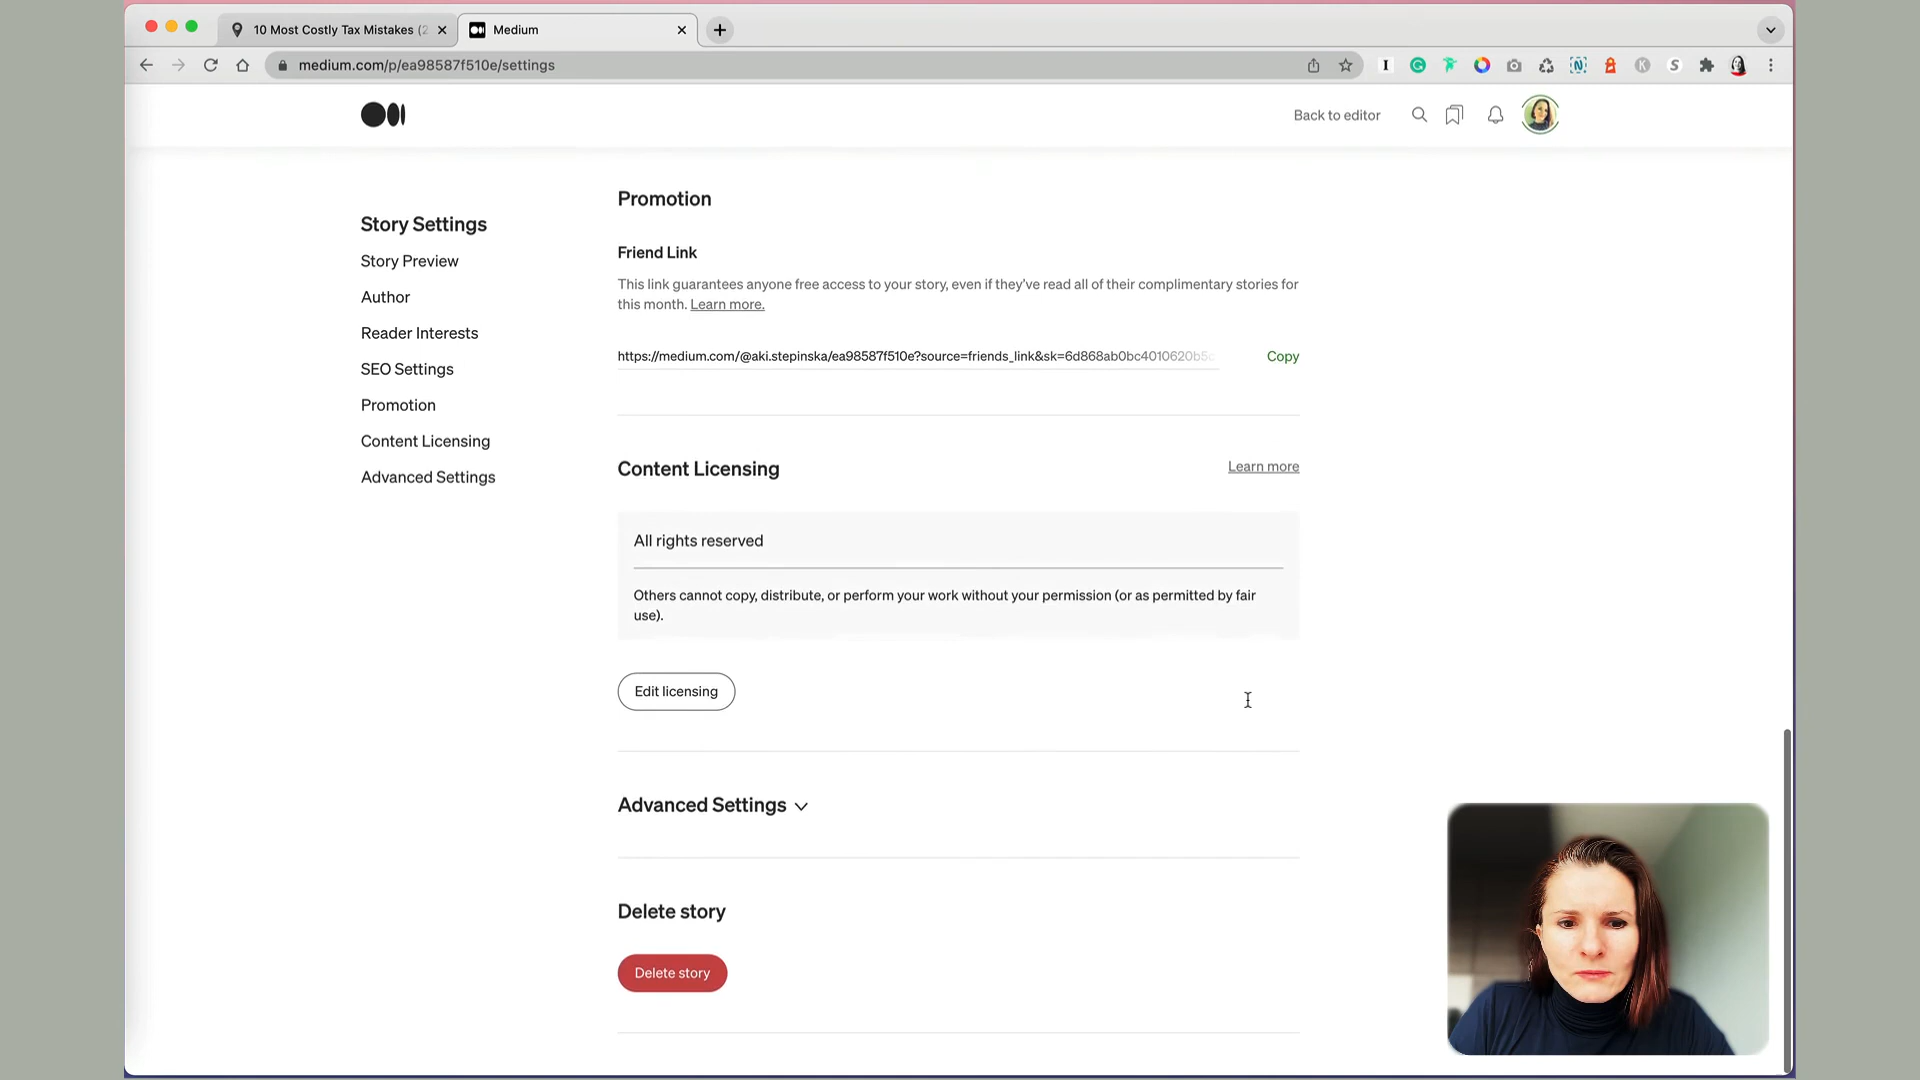 10 Most Costly Tax Mistakes (2
Medium
medium.com/p/ea98587f510e/settings
Back to editor
Promotion
Story Settings
Friend Link
Story Preview
This link guarantees anyone free access to your story, even if they've read all of their complimentary stories for
this month. Learn more.
Author
Reader Interests
https://medium.com/@aki.stepinska/ea98587f510e?source=friends_link&sk=6d868ab0bc4010620b5c
Copy
SEO Settings
Promotion
Content Licensing
Advanced Settings
Content Licensing
Learn more
All rights reserved
Others cannot copy, distribute, or perform your work without your permission (or as permitted by fair
use).
Edit licensing
Advanced Settings
Delete story
Delete story